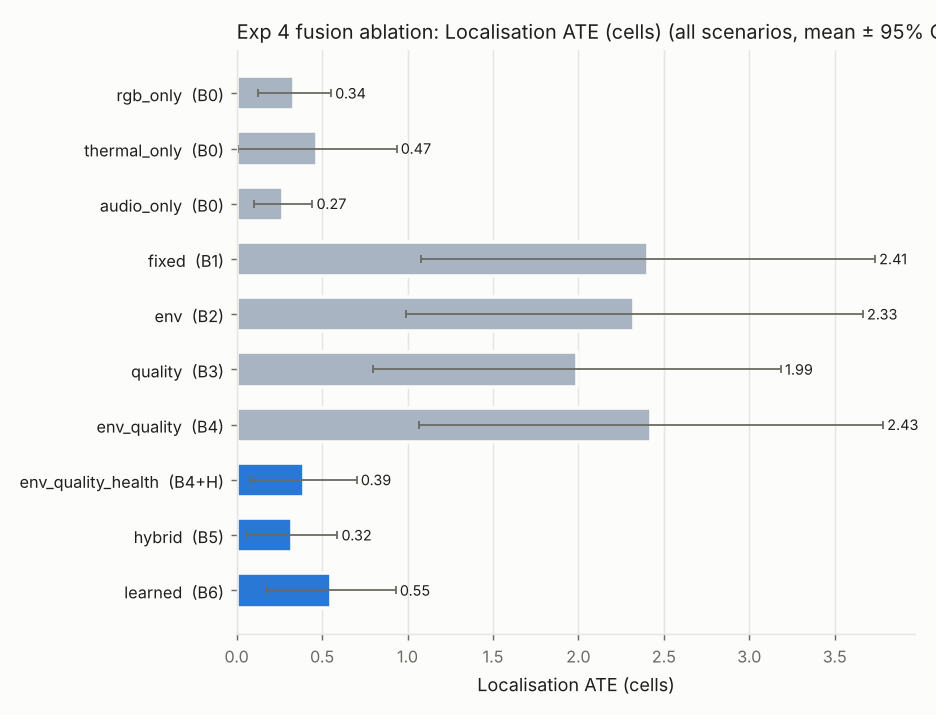 Exp 4 fusion ablation: Localisation ATE (cells) (all scenarios, mean ± 95%
rgb_only (B0) 0.34
thermal_only (B0) 0.47
audio_only (B0) 0.27
fixed (B1) 2.41
env (B2) 2.33
quality (B3) 1.99
env_quality (B4) 2.43
env_quality_health (B4+H) 0.39
hybrid (B5) 0.32
learned (B6) 0.55
0.0 0.5 1.0 1.5 2.0 2.5 3.0 3.5
Localisation ATE (cells)